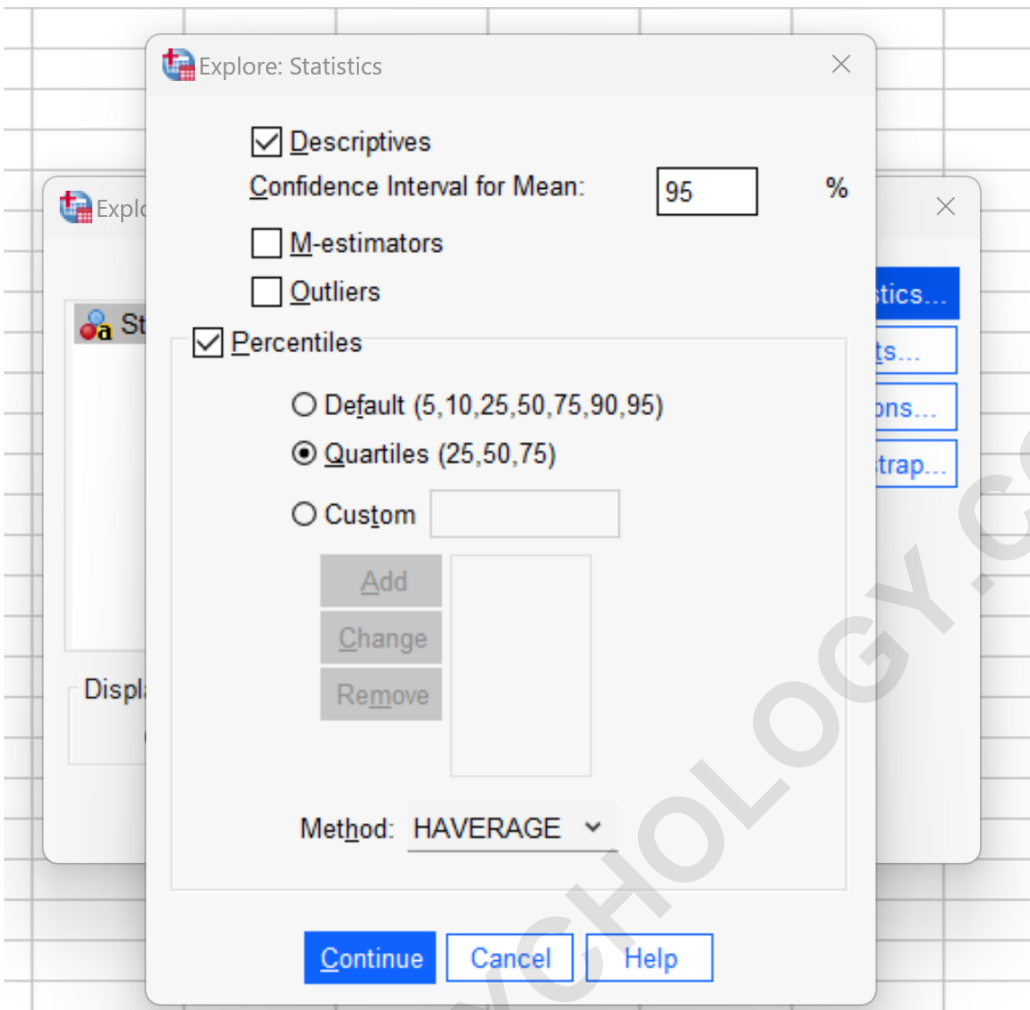 Explore: Statistics
Descriptives
Confidence Interval for Mean: 95 %
M-estimators
Outliers
Percentiles
Default (5,10,25,50,75,90,95)
Quartiles (25,50,75)
Custom
Add
Change
Remove
Method: HAVERAGE
Continue Cancel Help